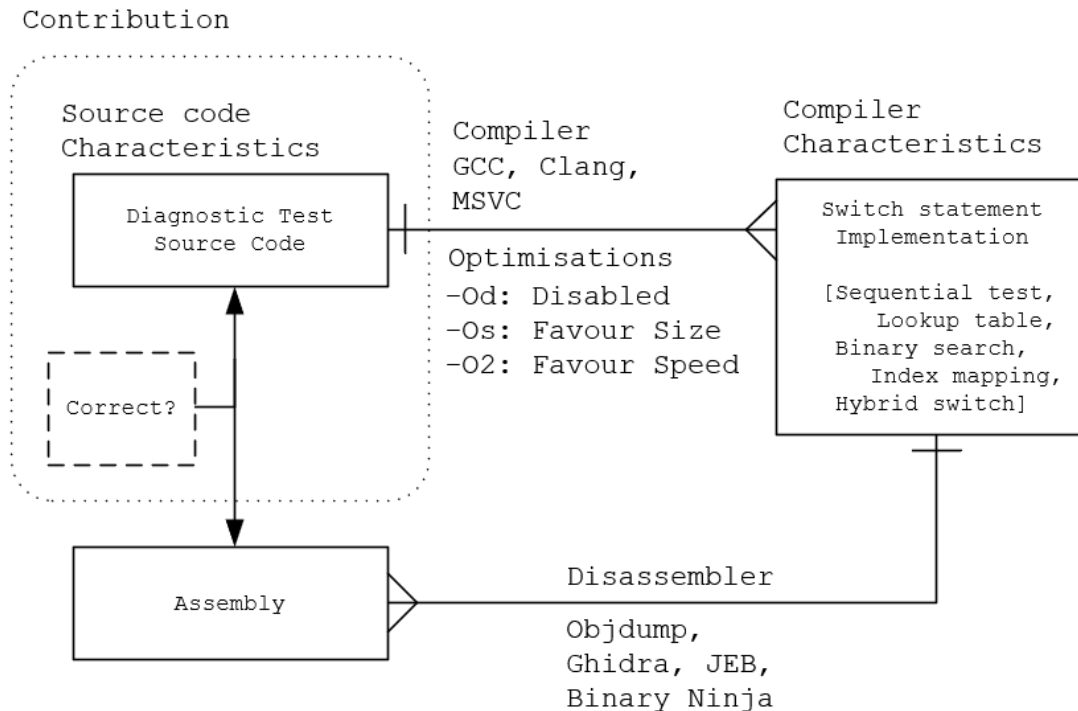 Contribution
Source code
Characteristics
Diagnostic Test
Source Code
Correct?
Assembly
Compiler
GCC, Clang,
MSVC
Optimisations
-Od: Disabled
-Os: Favour Size
-O2: Favour Speed
Compiler
Characteristics
Switch statement
Implementation
[Sequential test,
Lookup table,
Binary search,
Index mapping,
Hybrid switch]
Disassembler
Objdump,
Ghidra, JEB,
Binary Ninja